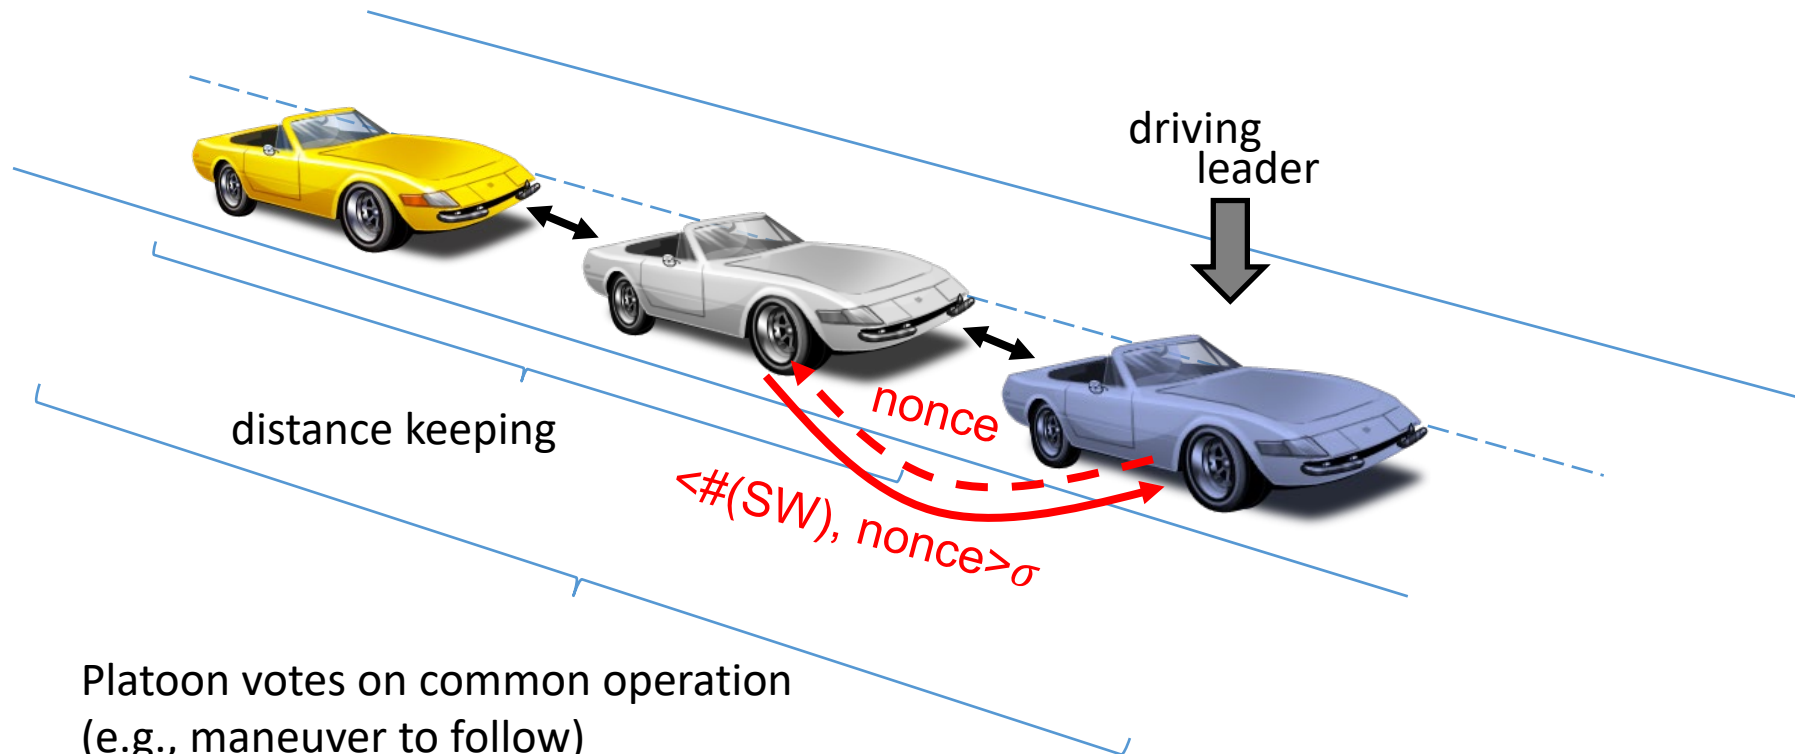 driving
leader
nonce
distance keeping
<#(SW), nonce>σ
Platoon votes on common operation
(e.g., maneuver to follow)